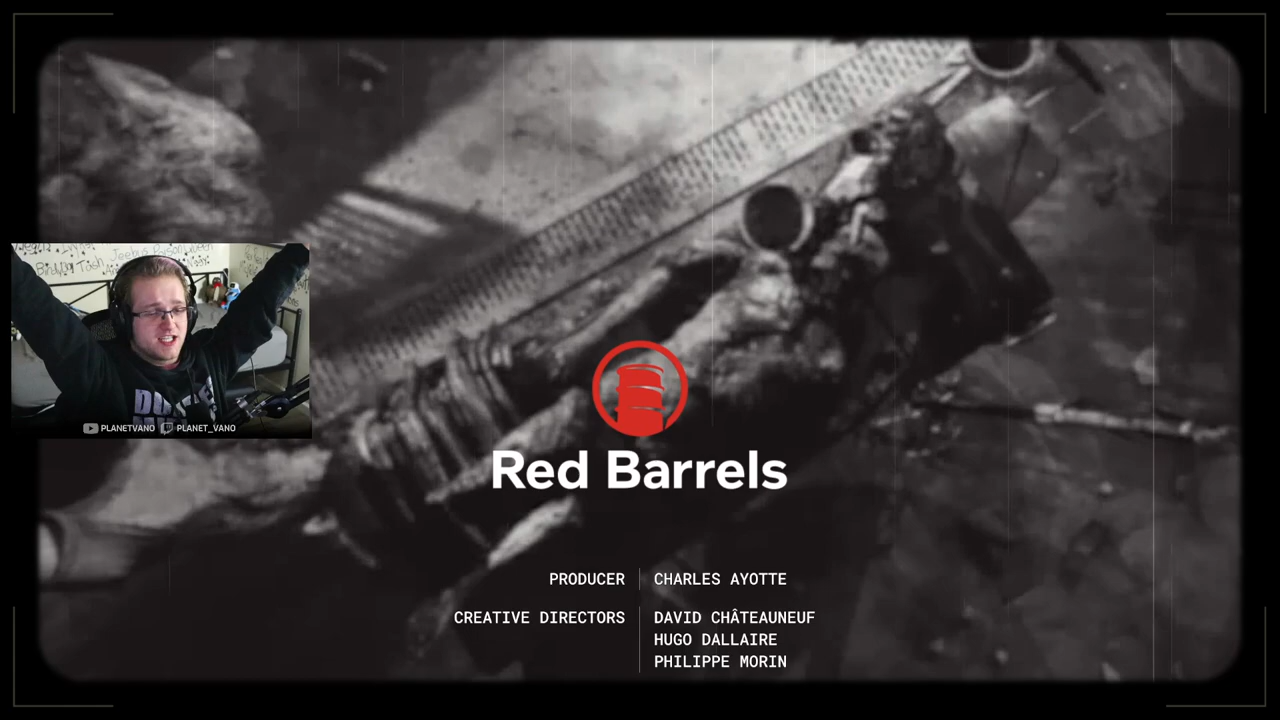 PLANETVANO PLANET_VANO
Red Barrels
PRODUCER CHARLES AYOTTE
CREATIVE DIRECTORS DAVID CHÂTEAUNEUF
HUGO DALLAIRE
PHILIPPE MORIN